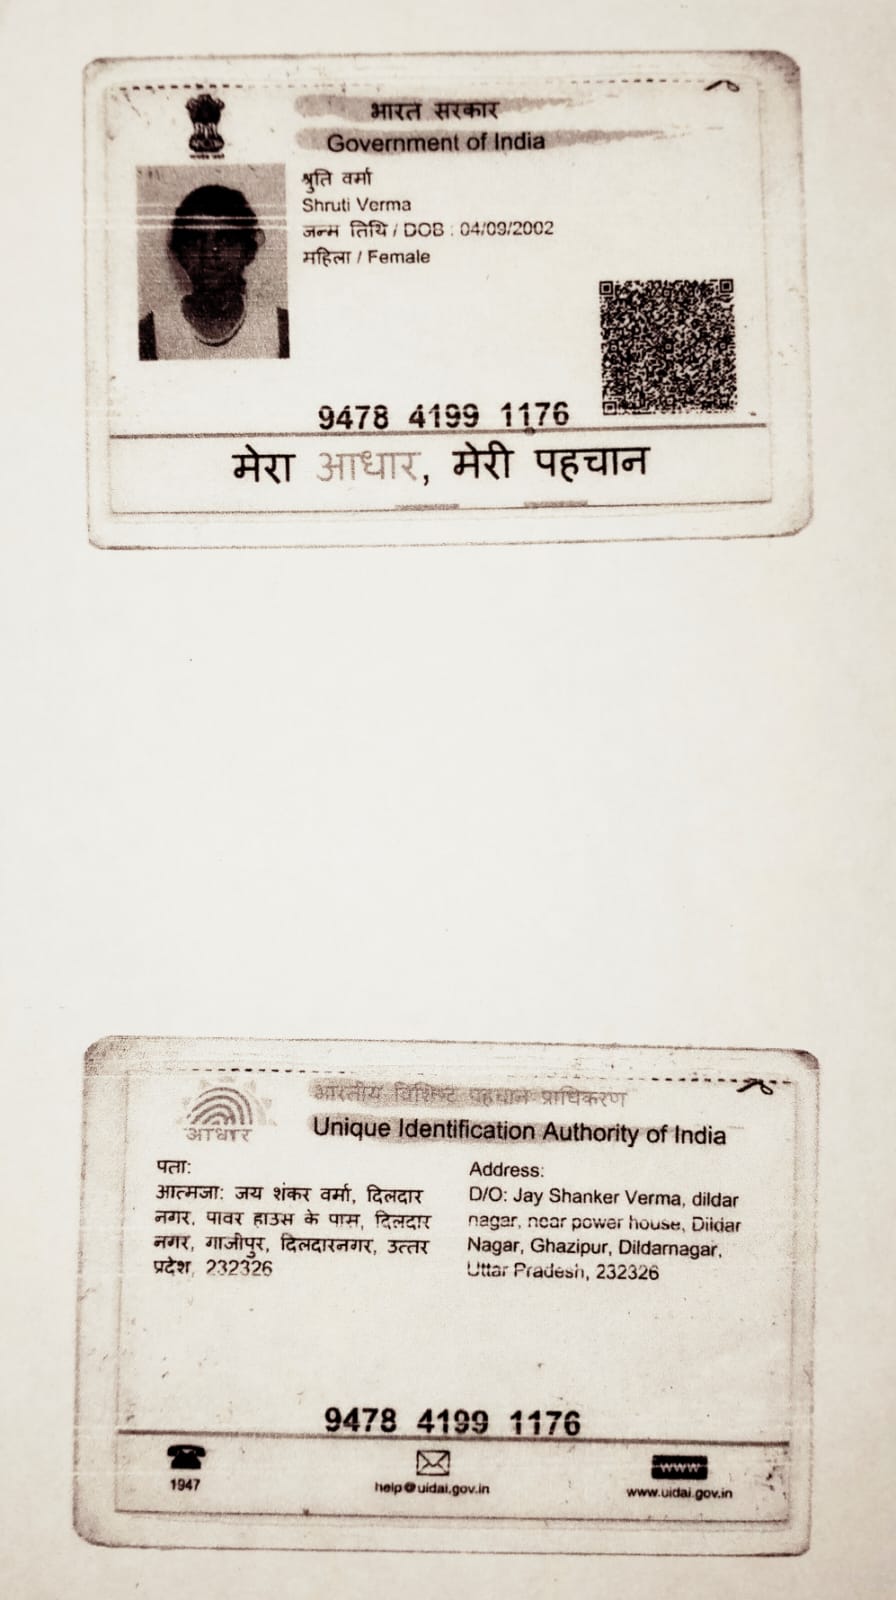 भारत सरकार
Government of India
श्रुति वर्मा
Shruti Verma
जन्म तिथि / DOB : 04/09/2002
महिला / Female
9478 4199 1176
मेरा आधार, मेरी पहचान
भारतीय विशिष्ट पहचान प्राधिकरण
आधार
Unique Identification Authority of India
पता:
आत्मजा: जय शंकर वर्मा, दिलदार
नगर, पावर हाउस के पास, दिलदार
नगर, गाजीपुर, दिलदारनगर, उत्तर
प्रदेश, 232326
Address:
D/O: Jay Shanker Verma, dildar
nagar, near power house, Dildar
Nagar, Ghazipur, Dildarnagar,
Uttar Pradesh, 232326
9478 4199 1176
1947
help@uidai.gov.in
www
www.uidai.gov.in